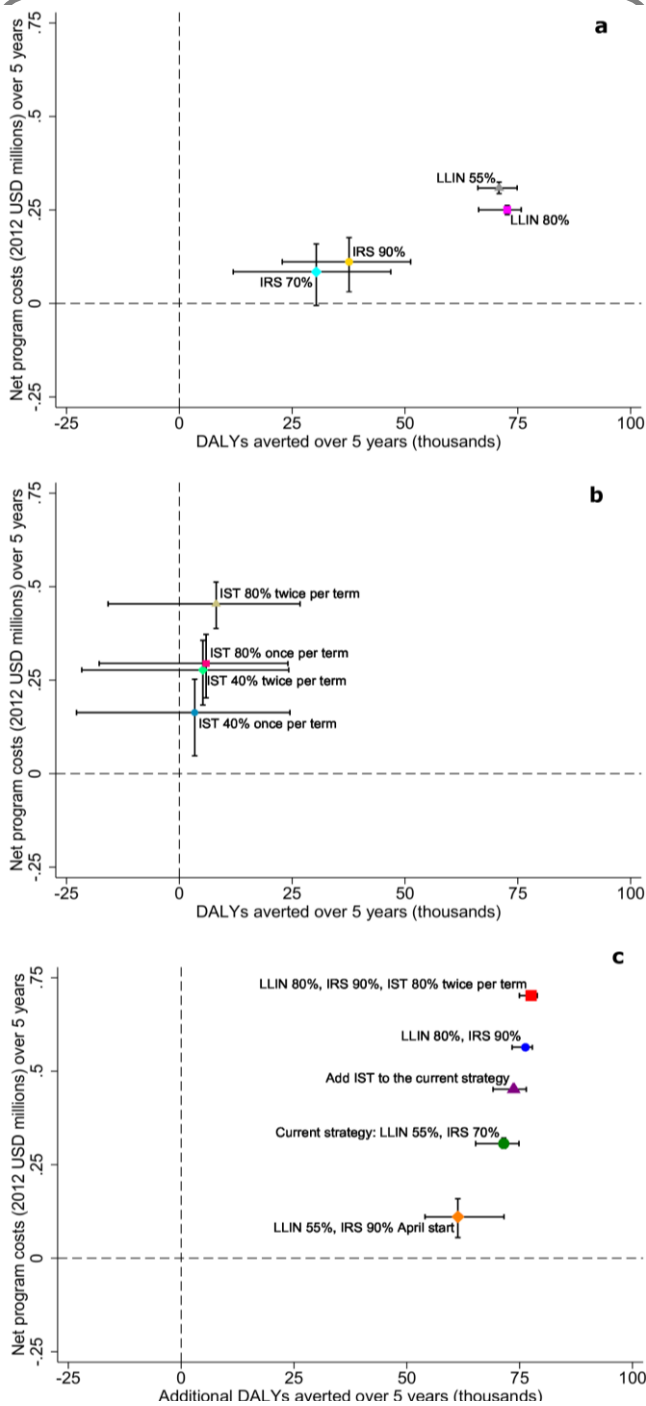 a
Net program costs (2012 USD millions) over 5 years
.75
.5
.25
0
-.25
LLIN 55%
LLIN 80%
IRS 90%
IRS 70%
-25 0 25 50 75 100
DALYs averted over 5 years (thousands)
b
Net program costs (2012 USD millions) over 5 years
.75
.5
.25
0
-.25
IST 80% twice per term
IST 80% once per term
IST 40% twice per term
IST 40% once per term
-25 0 25 50 75 100
DALYs averted over 5 years (thousands)
c
Net program costs (2012 USD millions) over 5 years
.75
.5
.25
0
-.25
LLIN 80%, IRS 90%, IST 80% twice per term
LLIN 80%, IRS 90%
Add IST to the current strategy
Current strategy: LLIN 55%, IRS 70%
LLIN 55%, IRS 90% April start
-25 0 25 50 75 100
Additional DALYs averted over 5 years (thousands)